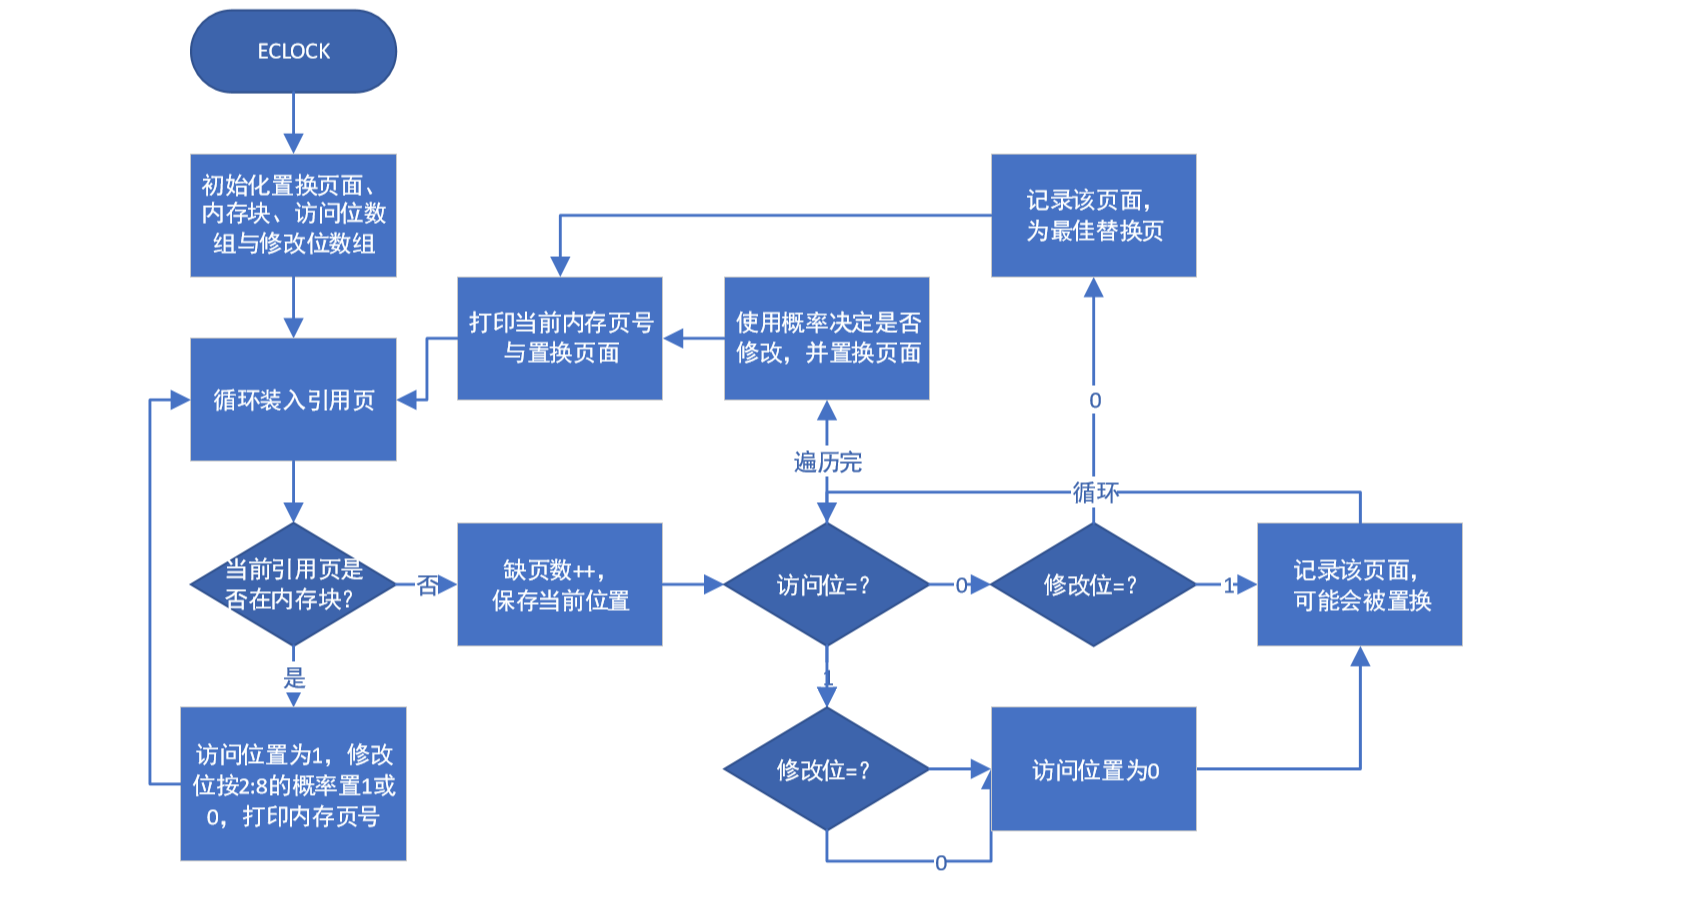 ECLOCK
初始化置换页面、
内存块、访问位数
组与修改位数组
记录该页面，
为最佳替换页
打印当前内存页号
与置换页面
使用概率决定是否
修改，并置换页面
循环装入引用页
0
遍历完
循环
当前引用页是
否在内存块？
否
缺页数++，
保存当前位置
访问位=？
0
修改位=？
1
记录该页面，
可能会被置换
是
1
访问位置为1，修改
位按2:8的概率置1或
0，打印内存页号
修改位=？
访问位置为0
0